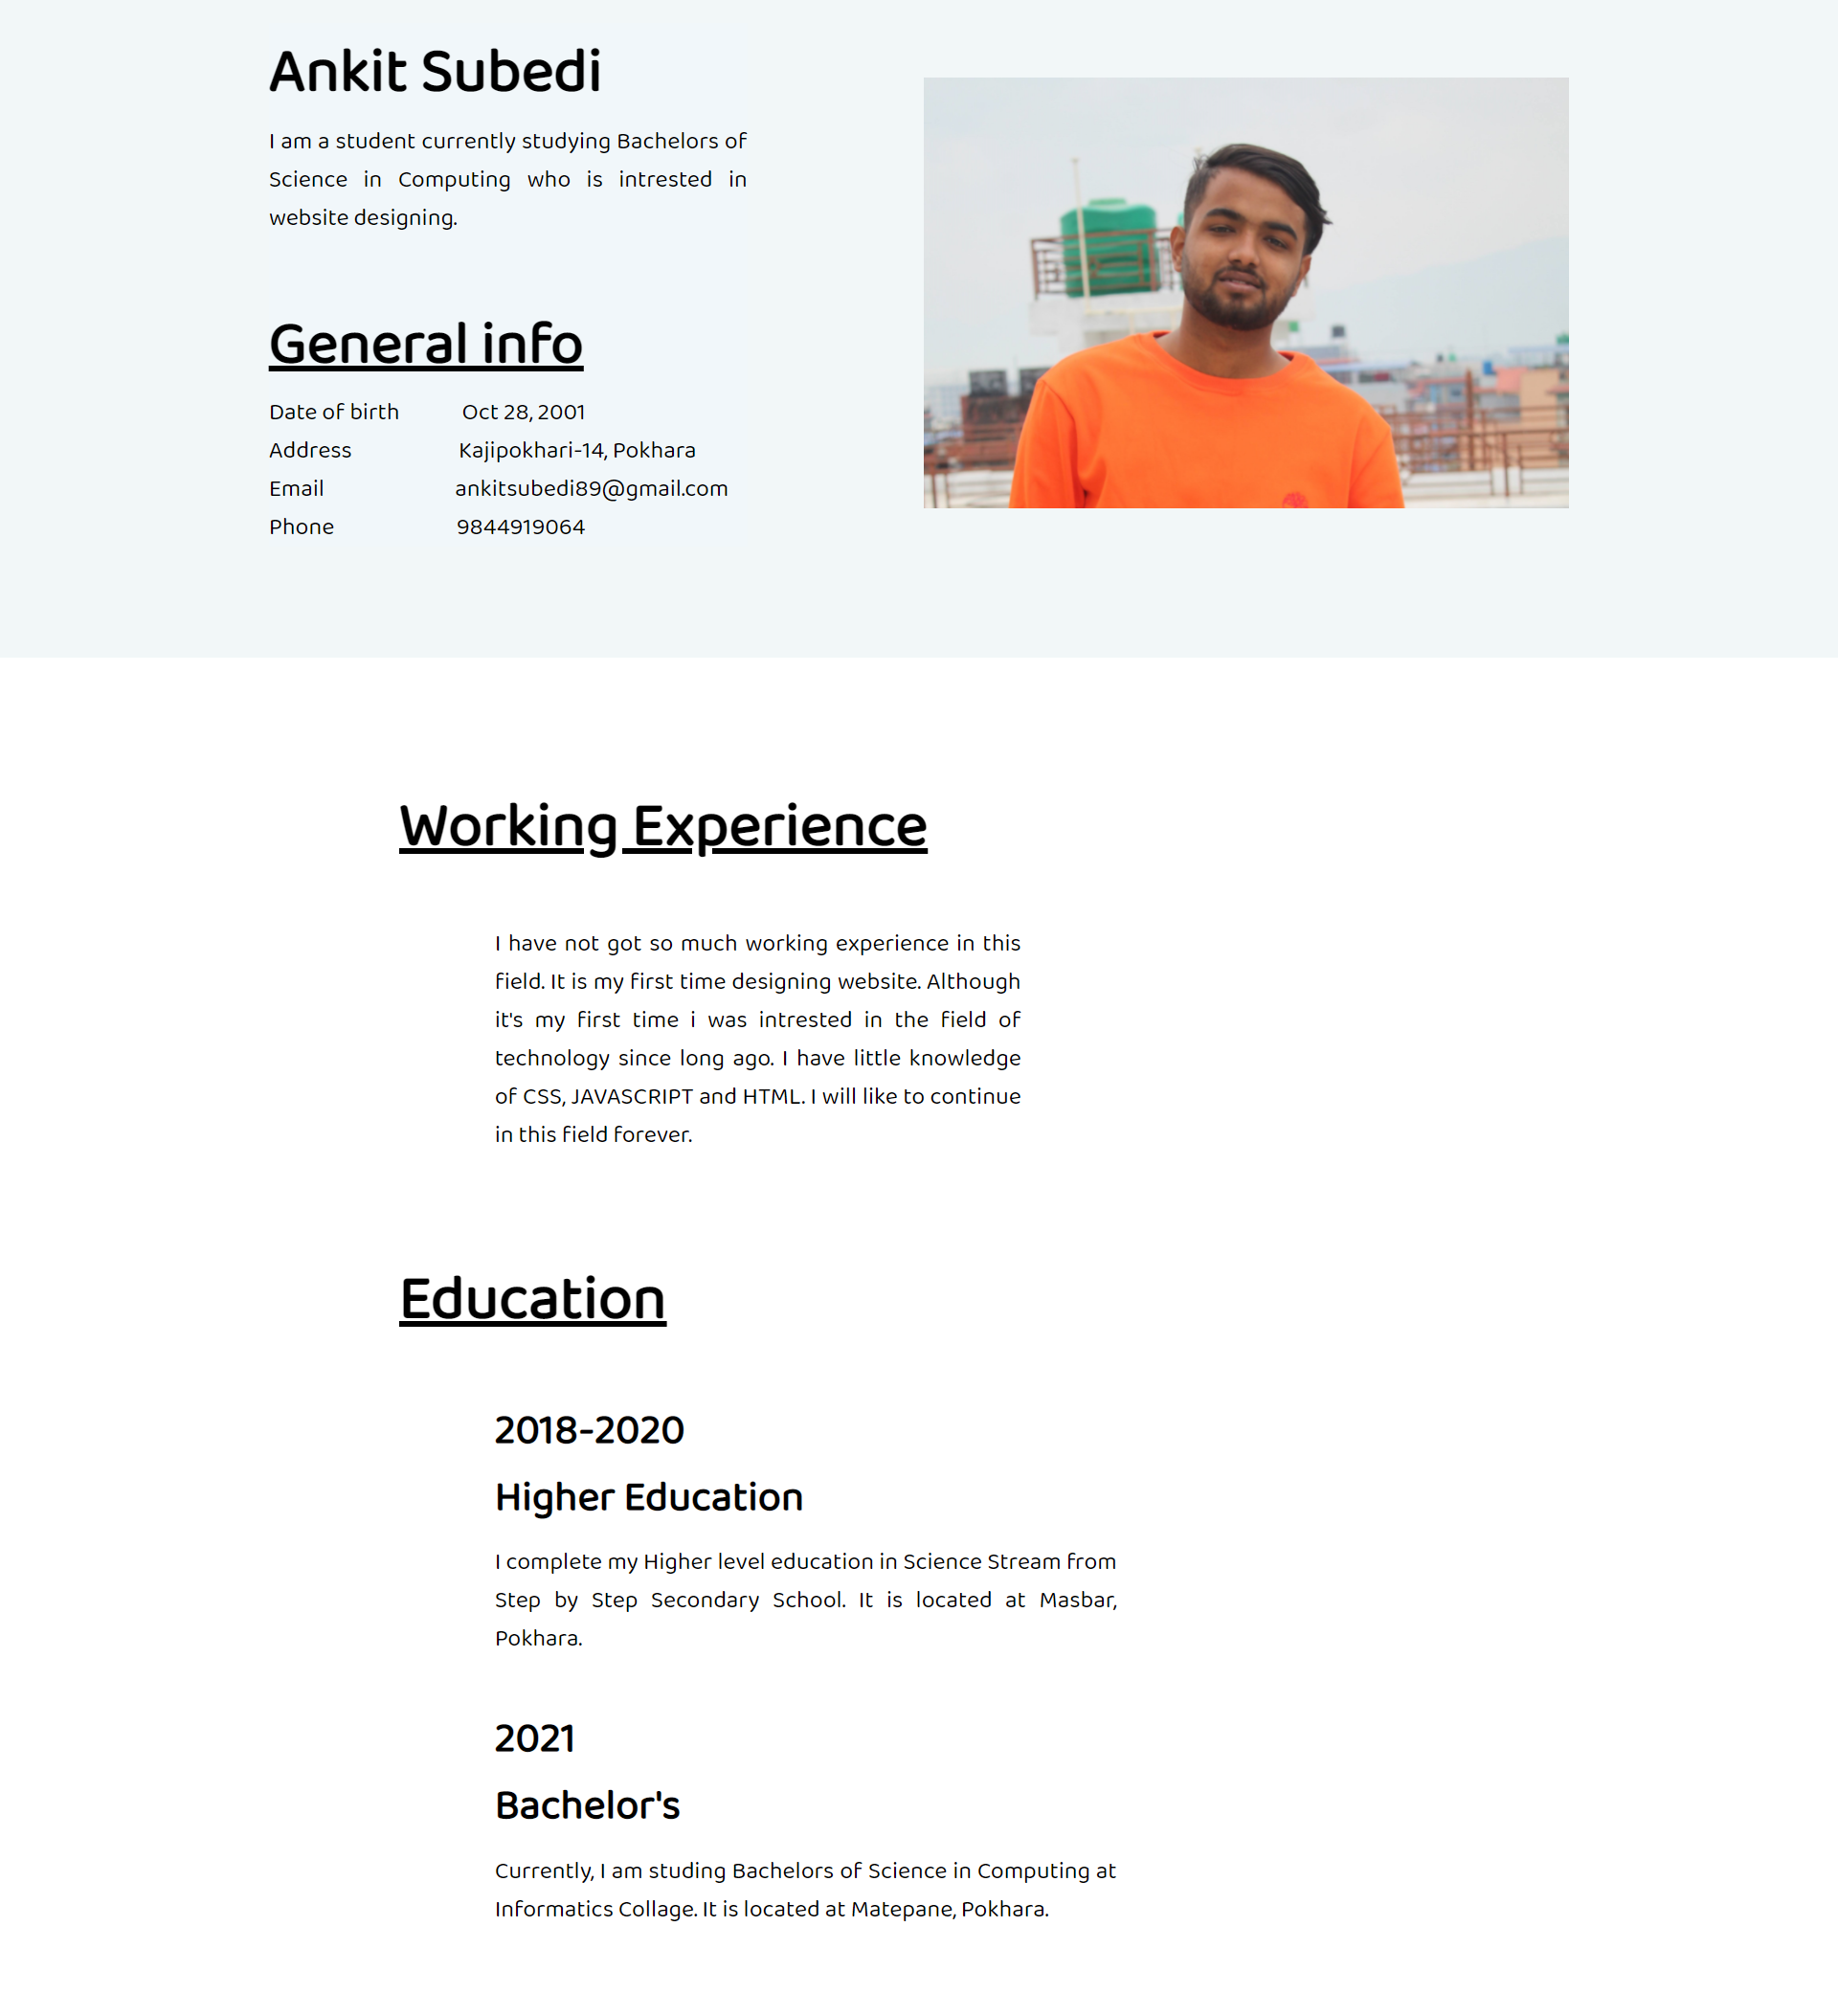 Ankit Subedi
I am a student currently studying Bachelors of
Science in Computing who is intrested in
website designing.
General info
Date of birth Oct 28, 2001
Address Kajipokhari-14, Pokhara
Email ankitsubedi89@gmail.com
Phone 9844919064
Working Experience
I have not got so much working experience in this
field. It is my first time designing website. Although
it's my first time i was intrested in the field of
technology since long ago. I have little knowledge
of CSS, JAVASCRIPT and HTML. I will like to continue
in this field forever.
Education
2018-2020
Higher Education
I complete my Higher level education in Science Stream from
Step by Step Secondary School. It is located at Masbar,
Pokhara.
2021
Bachelor's
Currently, I am studing Bachelors of Science in Computing at
Informatics Collage. It is located at Matepane, Pokhara.